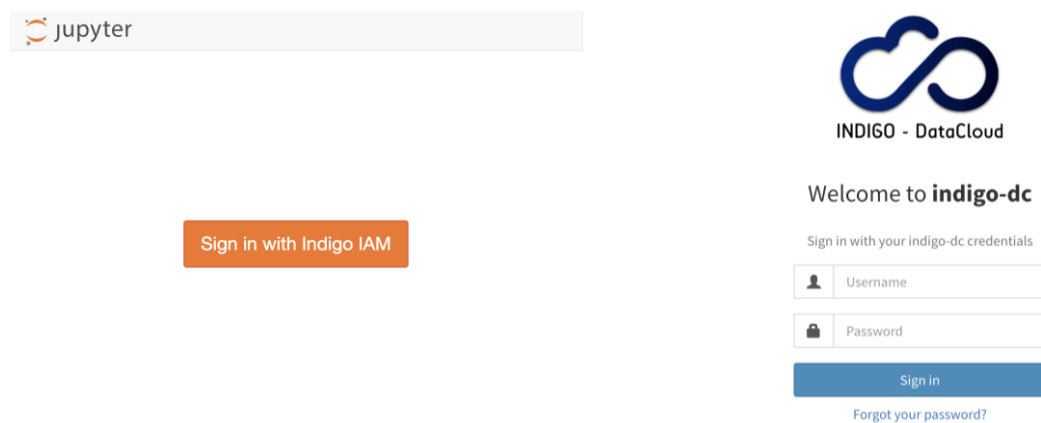 jupyter
Sign in with Indigo IAM
INDIGO - DataCloud
Welcome to indigo-dc
Sign in with your indigo-dc credentials
Username
Password
Sign in
Forgot your password?